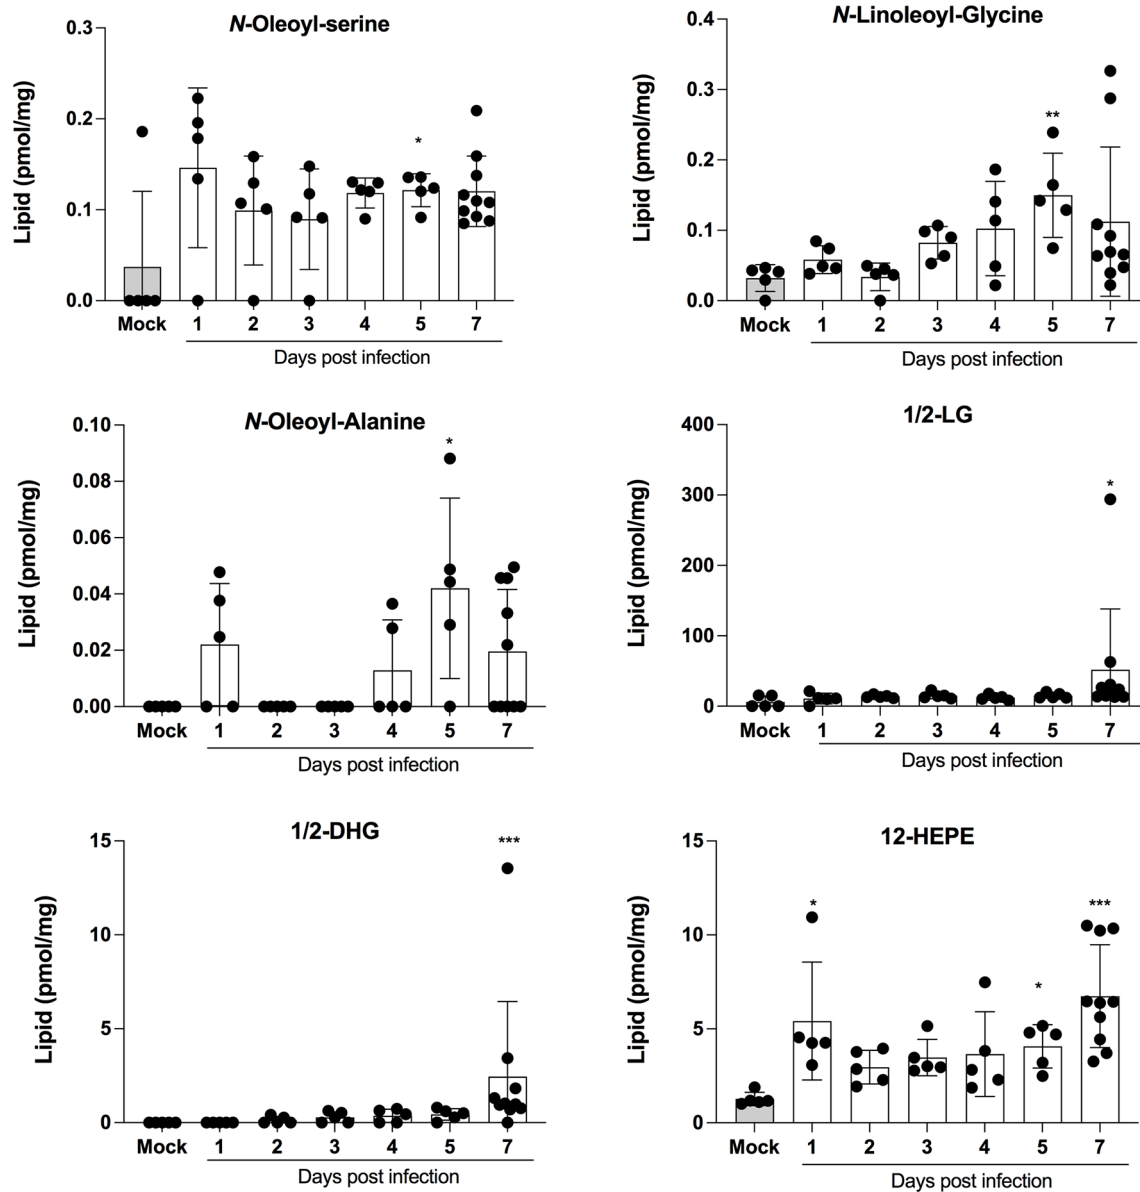 N-Oleoyl-serine
Lipid (pmol/mg)
0.3
0.2
0.1
0.0
*
Mock 1 2 3 4 5 7
Days post infection
N-Linoleoyl-Glycine
Lipid (pmol/mg)
0.4
0.3
0.2
0.1
0.0
**
Mock 1 2 3 4 5 7
Days post infection
N-Oleoyl-Alanine
Lipid (pmol/mg)
0.10
0.08
0.06
0.04
0.02
0.00
*
Mock 1 2 3 4 5 7
Days post infection
1/2-LG
Lipid (pmol/mg)
400
300
200
100
0
*
Mock 1 2 3 4 5 7
Days post infection
1/2-DHG
Lipid (pmol/mg)
15
10
5
0
***
Mock 1 2 3 4 5 7
Days post infection
12-HEPE
Lipid (pmol/mg)
15
10
5
0
* * ***
Mock 1 2 3 4 5 7
Days post infection